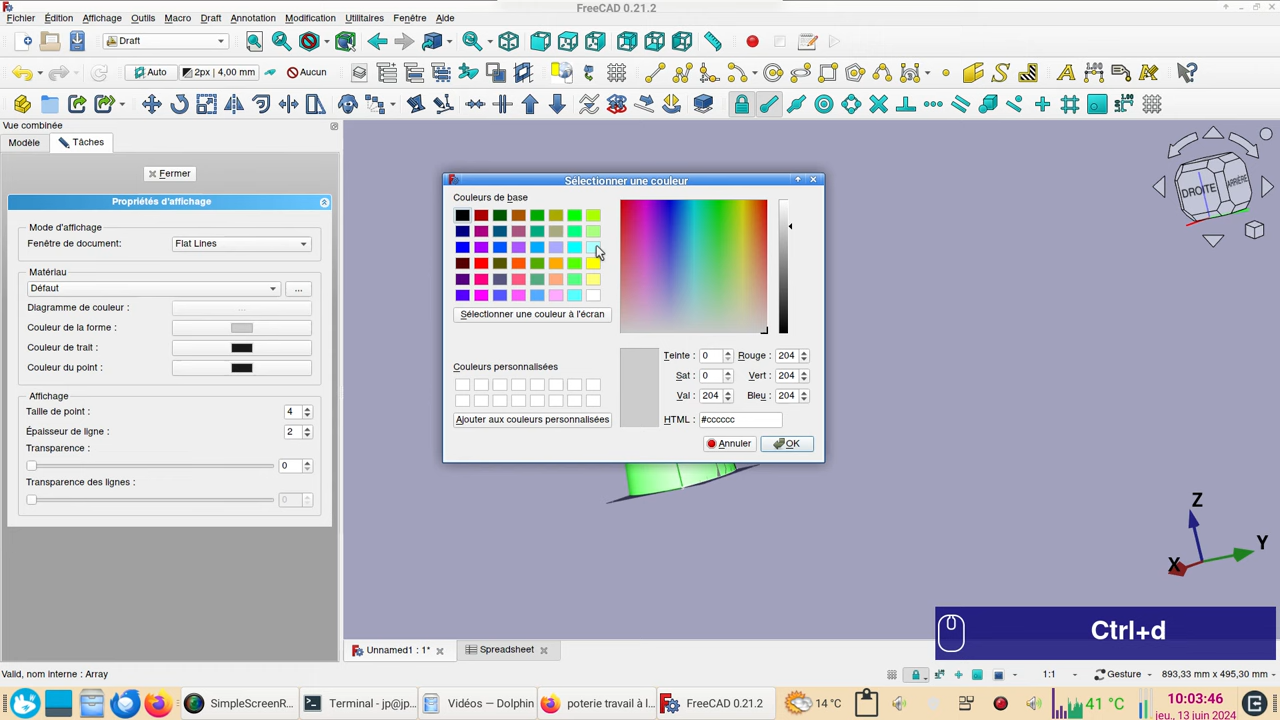 FreeCAD 0.21.2
Fichier Édition Affichage Outils Macro Draft Annotation Modification Utilitaires Fenêtre Aide
Draft
Auto 2px | 4,00 mm Aucun
Vue combinée
Modèle Tâches
Fermer
Propriétés d'affichage
Mode d'affichage
Fenêtre de document: Flat Lines
Matériau
Défaut ...
Diagramme de couleur : ...
Couleur de la forme :
Couleur de trait :
Couleur du point :
Affichage
Taille de point : 4
Épaisseur de ligne : 2
Transparence :
0
Transparence des lignes :
0
Sélectionner une couleur
Couleurs de base
Sélectionner une couleur à l'écran
Couleurs personnalisées
Ajouter aux couleurs personnalisées
Teinte : 0 Rouge : 204
Sat : 0 Vert : 204
Val : 204 Bleu : 204
HTML : #cccccc
Annuler OK
DROITE ARRIÈRE
Z
Y
X
Ctrl+d
Unnamed1 : 1* Spreadsheet
Valid, nom interne : Array 1:1 Gesture 893,33 mm x 495,30 mm
SimpleScreenR... Terminal - jp@jp... Vidéos — Dolphin poterie travail à l... FreeCAD 0.21.2 14 °C 41 °C 10:03:46
jeu., 13 juin 2024